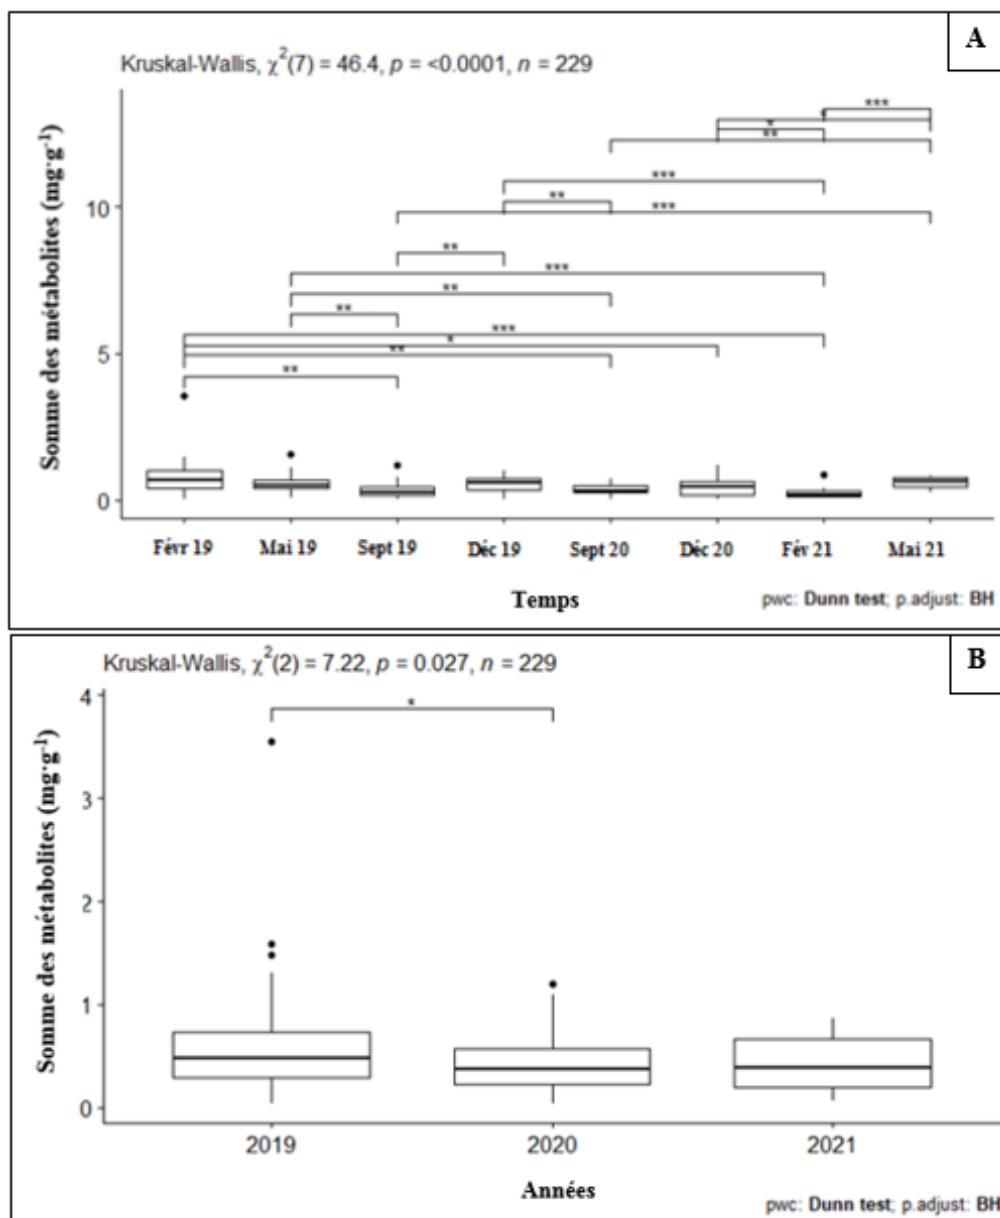 A
Kruskal-Wallis, χ²(7) = 46.4, p = <0.0001, n = 229
Somme des métabolites (mg·g⁻¹)
10
5
0
***
*
*
**
***
**
***
**
***
**
**
***
*
**
**
Févr 19 Mai 19 Sept 19 Déc 19 Sept 20 Déc 20 Fév 21 Mai 21
Temps
pwc: Dunn test; p.adjust: BH
B
Kruskal-Wallis, χ²(2) = 7.22, p = 0.027, n = 229
Somme des métabolites (mg·g⁻¹)
4
3
2
1
0
*
2019 2020 2021
Années
pwc: Dunn test; p.adjust: BH